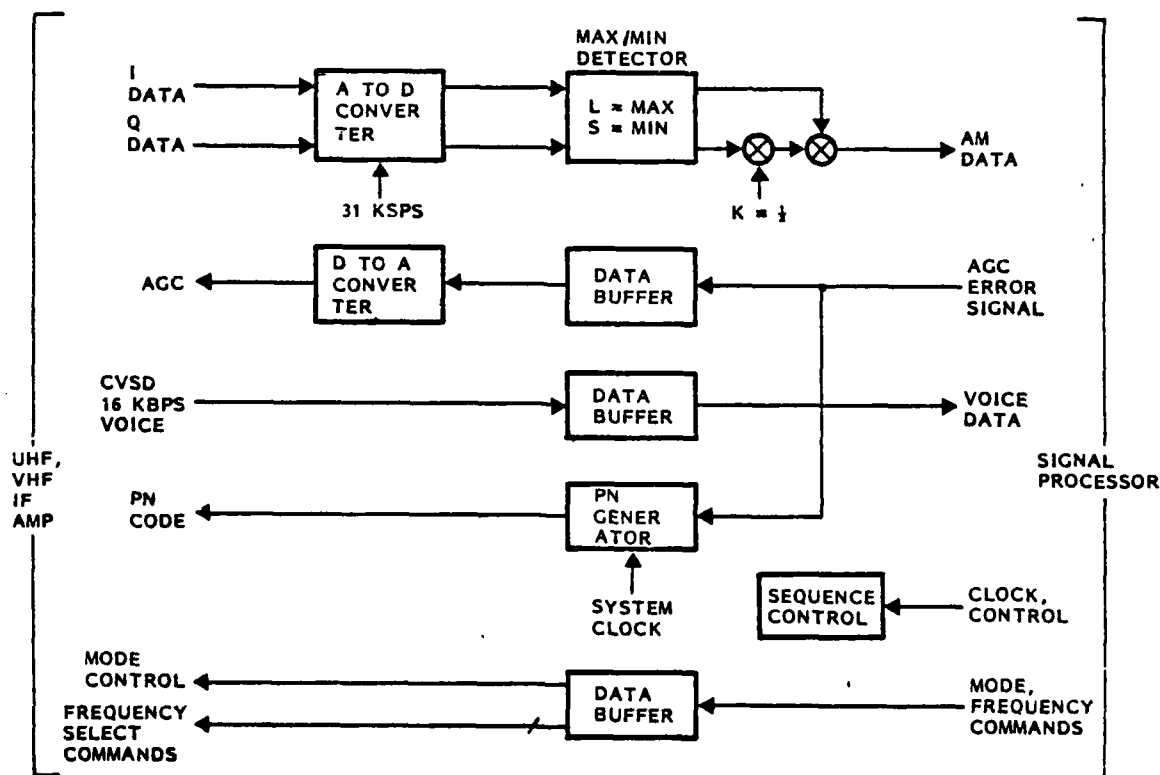 MAX/MIN
DETECTOR
I
DATA
Q
DATA
A TO D
CONVER
TER
L = MAX
S = MIN
AM
DATA
31 KSPS
K = ½
AGC
D TO A
CONVER
TER
DATA
BUFFER
AGC
ERROR
SIGNAL
CVSD
16 KBPS
VOICE
DATA
BUFFER
VOICE
DATA
UHF,
VHF
IF
AMP
SIGNAL
PROCESSOR
PN
CODE
PN
GENER
ATOR
SYSTEM
CLOCK
SEQUENCE
CONTROL
CLOCK,
CONTROL
MODE
CONTROL
FREQUENCY
SELECT
COMMANDS
DATA
BUFFER
MODE,
FREQUENCY
COMMANDS